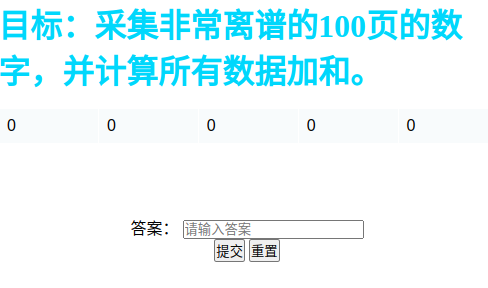 目标：采集非常离谱的100页的数
字，并计算所有数据加和。
0 0 0 0 0
答案： 请输入答案
提交 重置